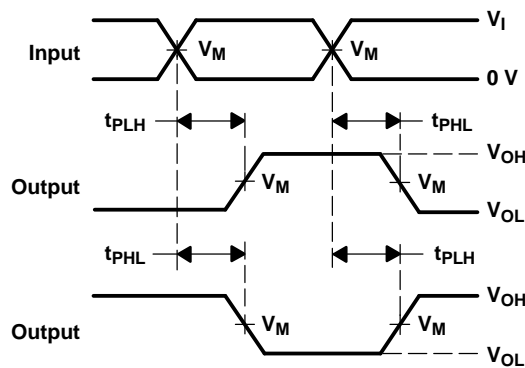 V_I
Input V_M V_M
0 V
t_PLH t_PHL
V_OH
Output V_M V_M
V_OL
t_PHL t_PLH
V_OH
Output V_M V_M
V_OL